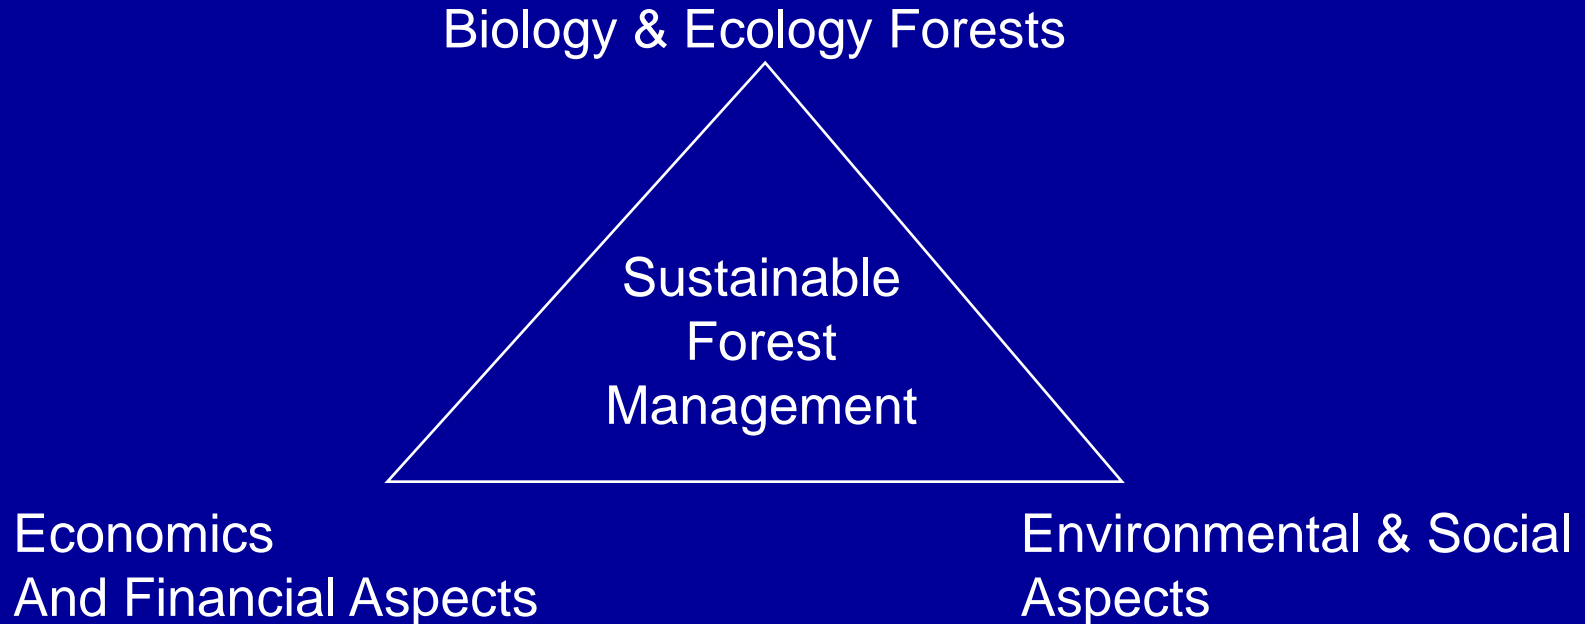 Biology & Ecology Forests
Sustainable
Forest
Management
Economics
And Financial Aspects
Environmental & Social
Aspects